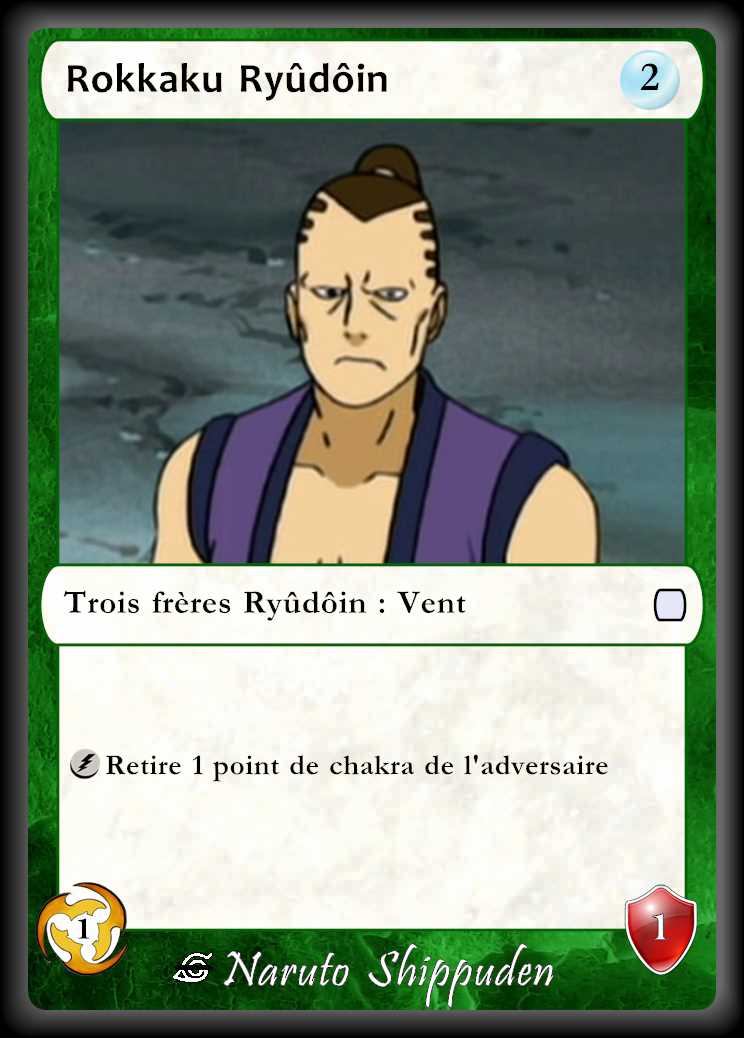 Rokkaku Ryûdôin 2
Trois frères Ryûdôin : Vent
Retire 1 point de chakra de l'adversaire
1 1
Naruto Shippuden